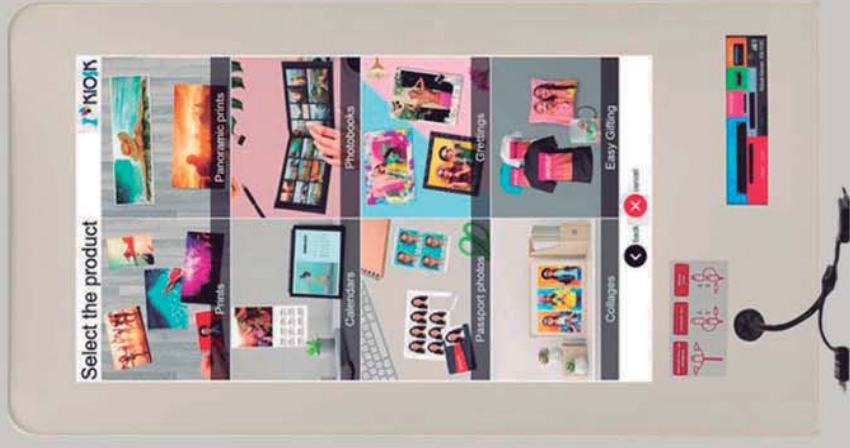 Select the product
KIOSK
Prints
Panoramic prints
Calendars
Photobooks
Passport photos
Greetings
Collages
Easy Gifting
back
cancel